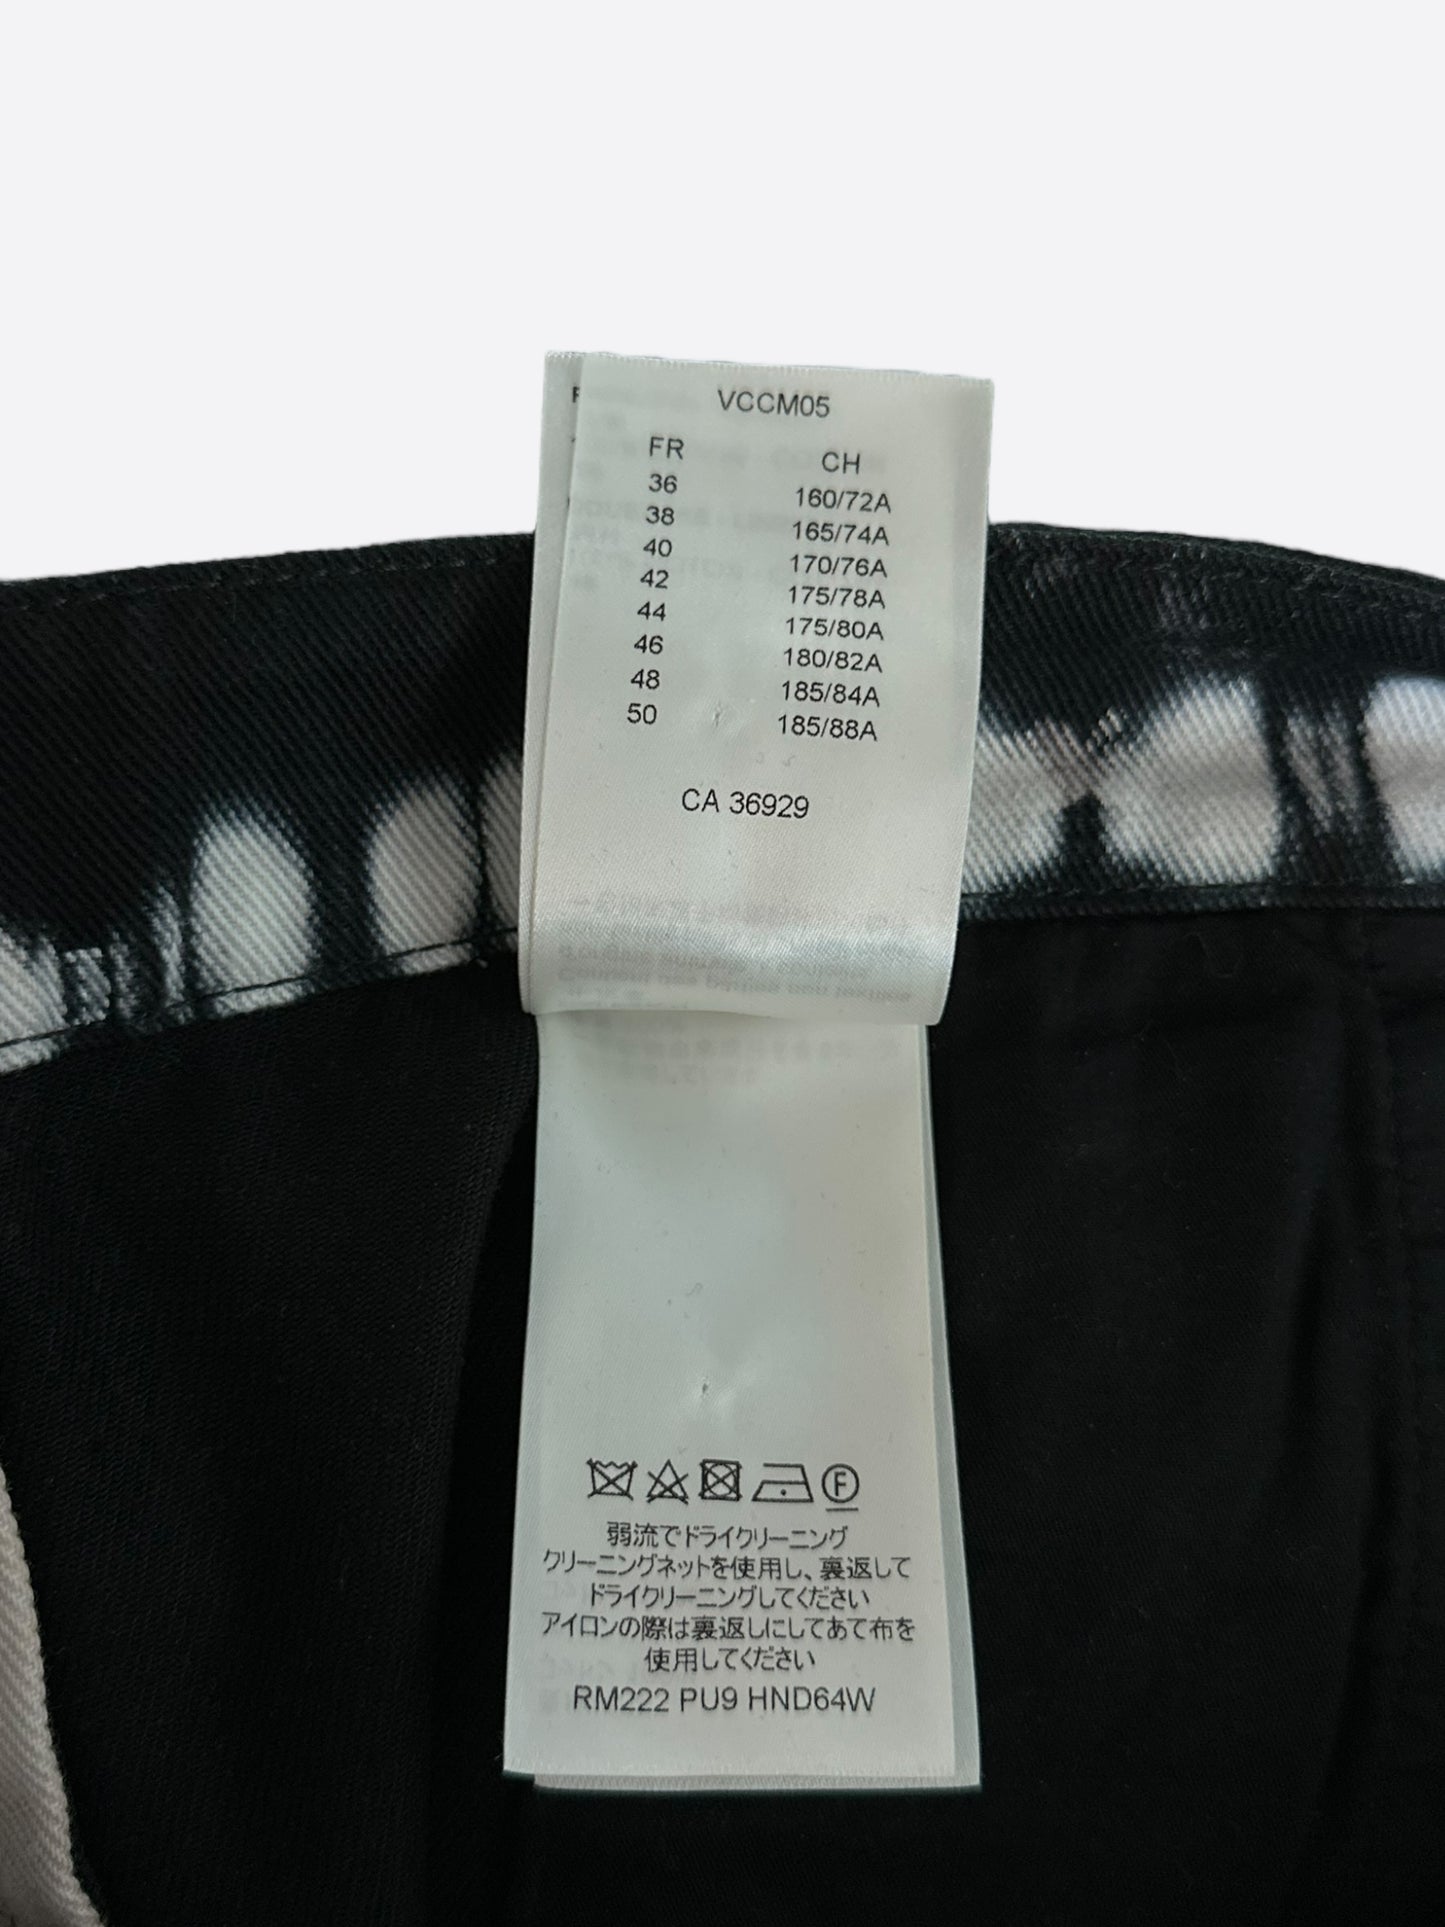 VCCM05
FR CH
36 160/72A
38 165/74A
40 170/76A
42 175/78A
44 175/80A
46 180/82A
48 185/84A
50 185/88A
CA 36929
F
弱流でドライクリーニング
クリーニングネットを使用し、裏返して
ドライクリーニングしてください
アイロンの際は裏返しにしてあて布を
使用してください
RM222 PU9 HND64W